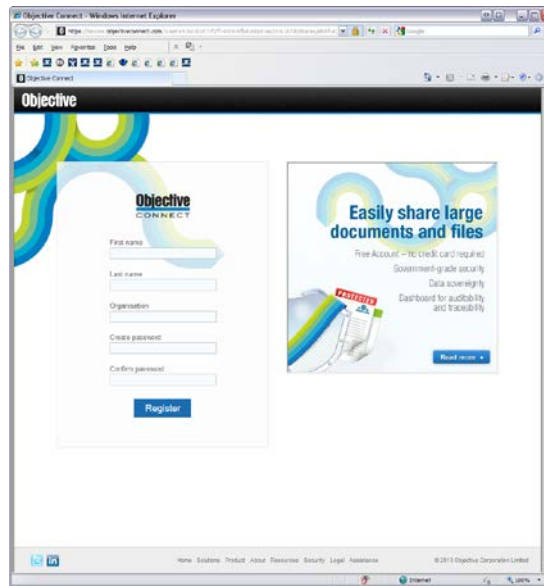 Objective Connect - Windows Internet Explorer
File Edit View Favorites Tools Help
Objective Connect
Objective
Objective
CONNECT
First name
Last name
Organisation
Create password
Confirm password
Register
Easily share large
documents and files
Free Account – no credit card required
Government-grade security
Data sovereignty
Dashboard for auditability
and traceability
PROTECTED
Read more
Home Solutions Product About Resources Security Legal Assistance
© 2013 Objective Corporation Limited
Internet
100%